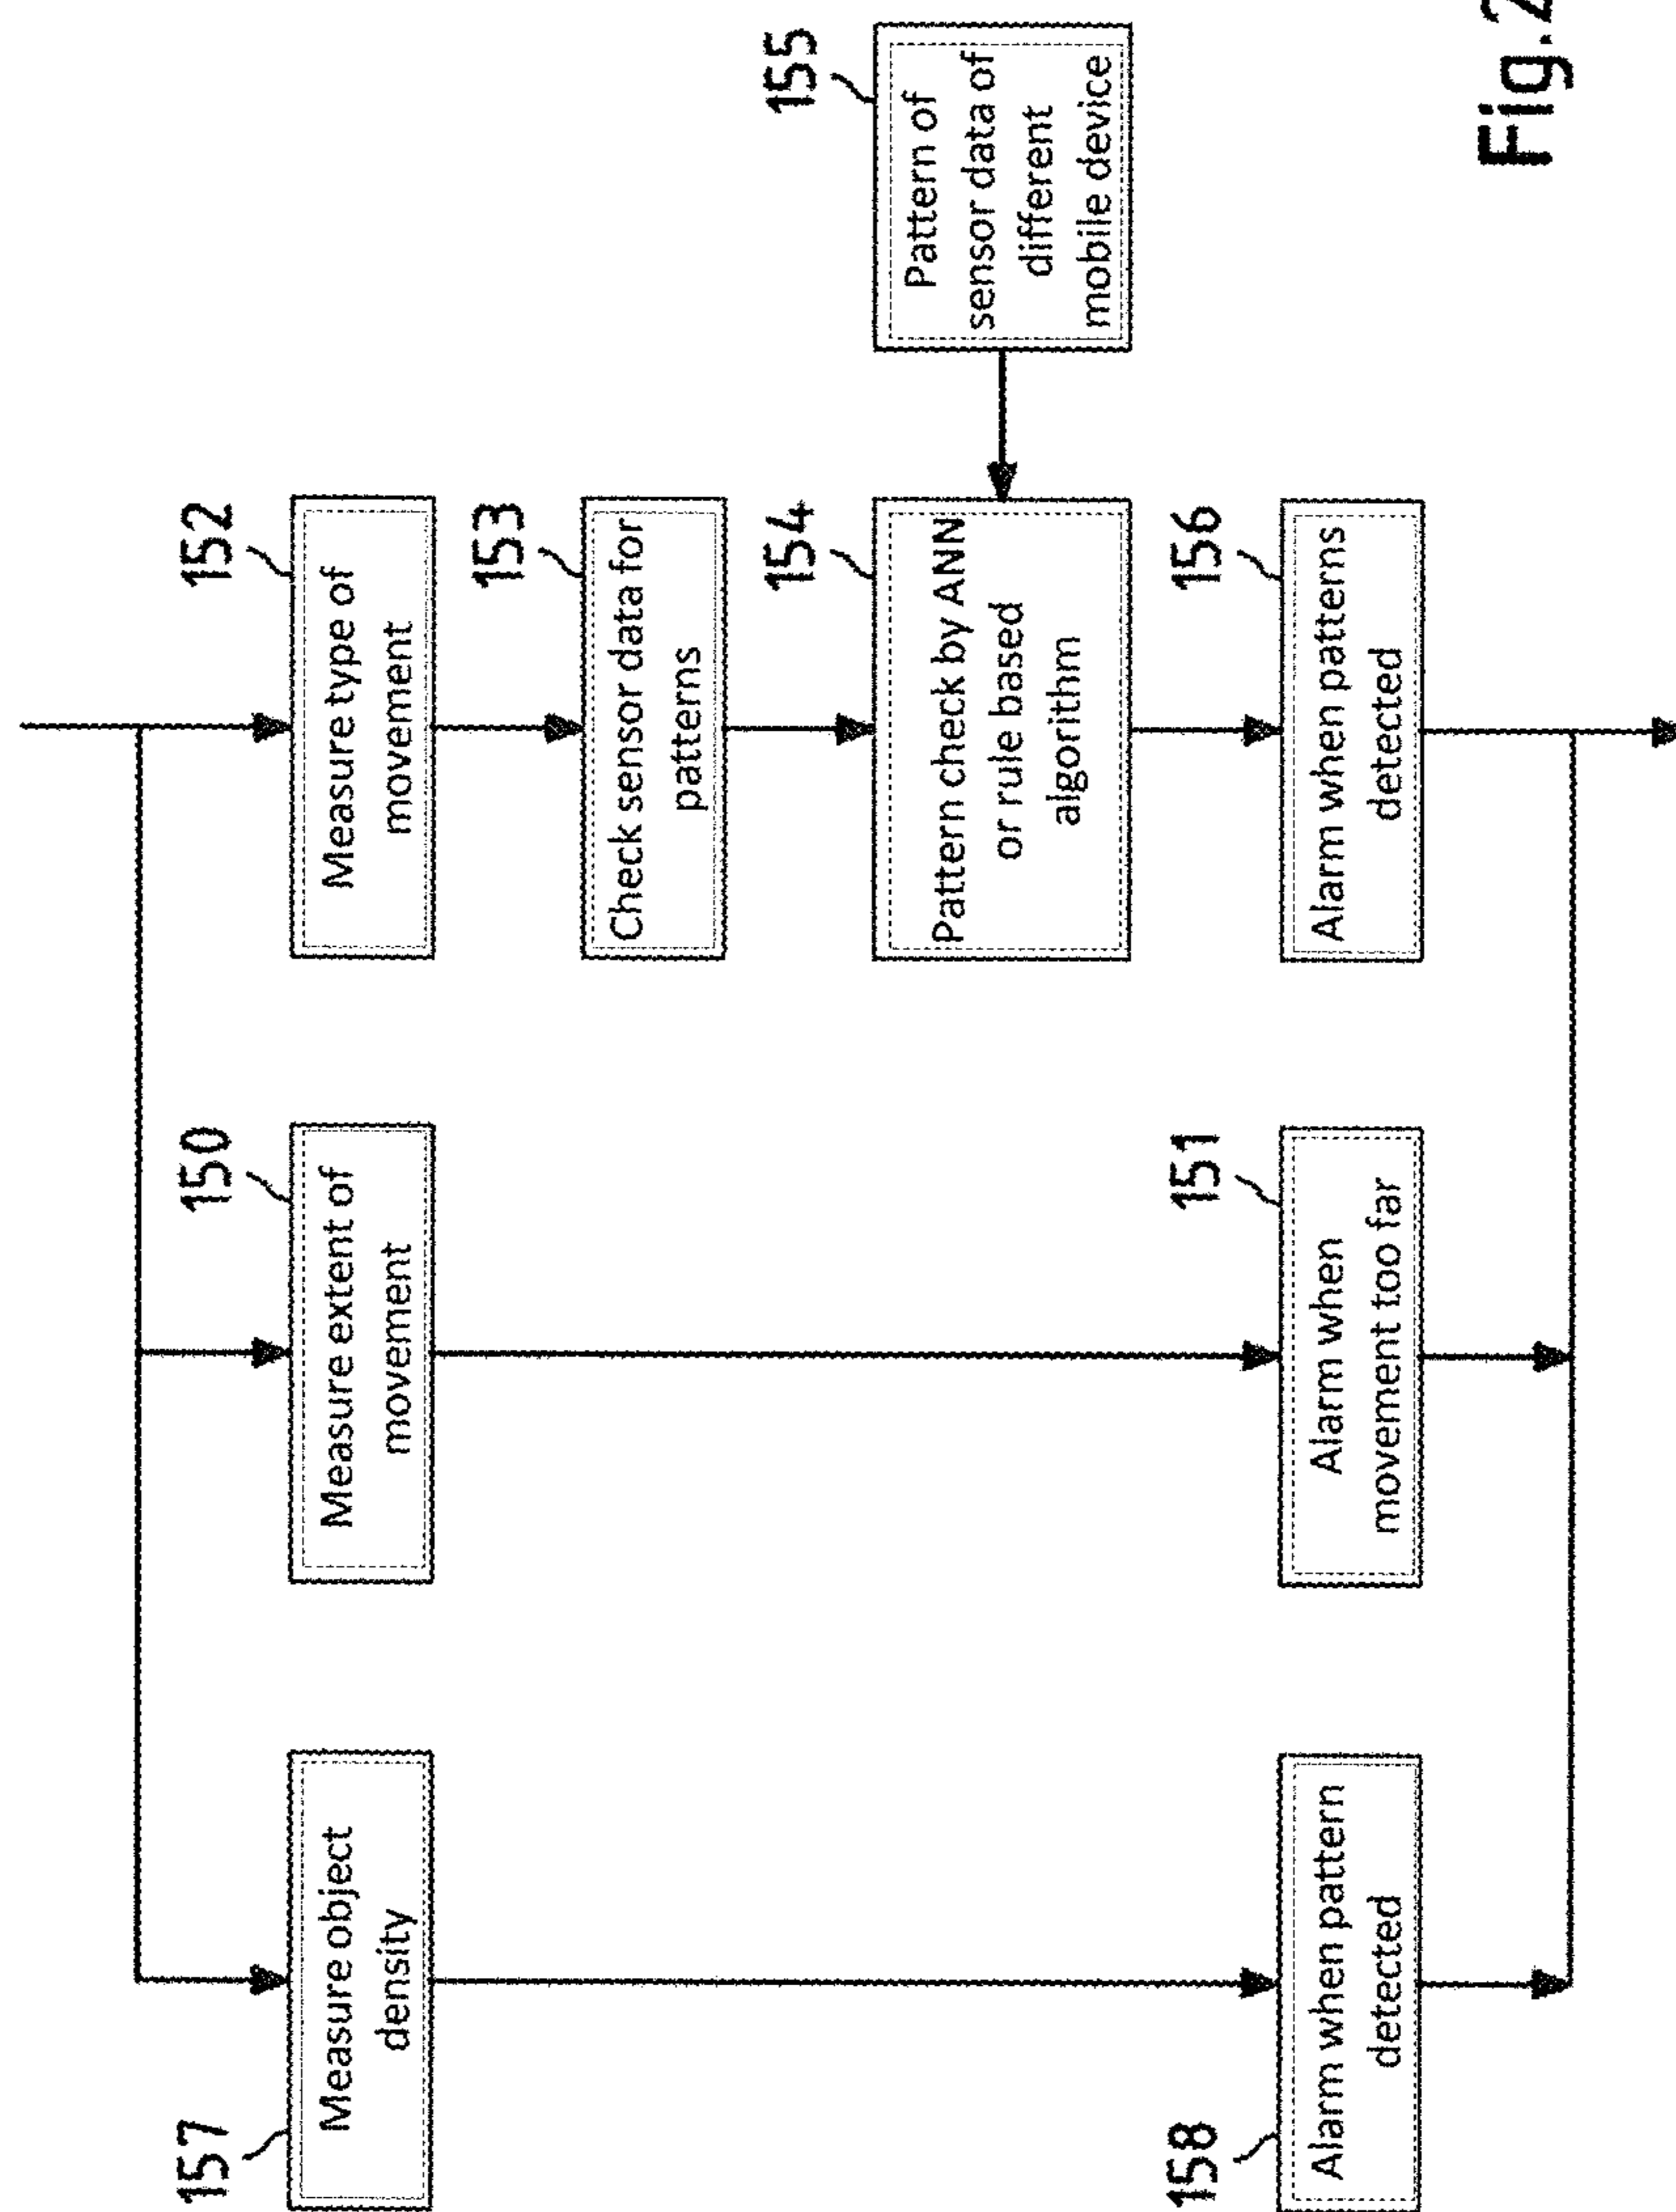 157
Measure object
density
150
Measure extent of
movement
152
Measure type of
movement
153
Check sensor data for
patterns
154
Pattern check by ANN
or rule based
algorithm
155
Pattern of
sensor data of
different
mobile device
158
Alarm when pattern
detected
151
Alarm when
movement too far
156
Alarm when patterns
detected
Fig.2